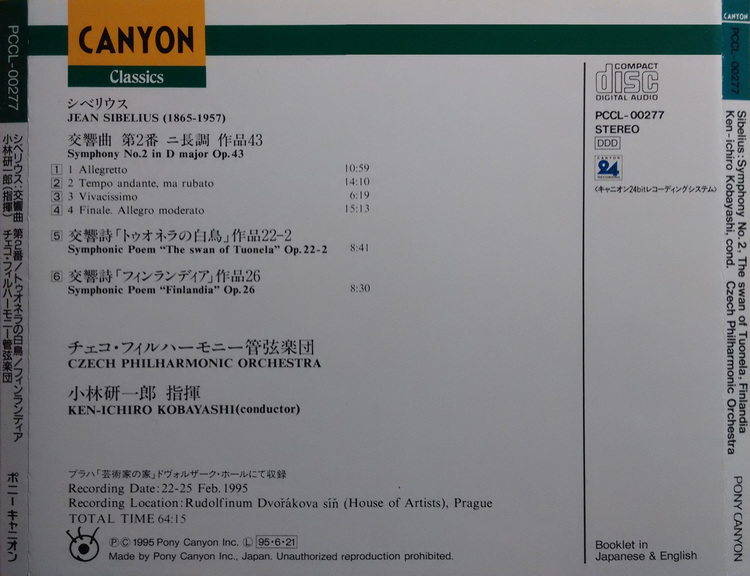 PCCL-00277
シベリウス:交響曲 第2番/トゥオネラの白鳥/フィンランディア
小林研一郎(指揮) チェコ・フィルハーモニー管弦楽団
ポニーキャニオン
CANYON
Classics
シベリウス
JEAN SIBELIUS (1865-1957)
交響曲 第2番 ニ長調 作品43
Symphony No.2 in D major Op.43
1 1 Allegretto 10:59
2 2 Tempo andante, ma rubato 14:10
3 3 Vivacissimo 6:19
4 4 Finale. Allegro moderato 15:13
5 交響詩「トゥオネラの白鳥」作品22-2
Symphonic Poem "The swan of Tuonela" Op.22-2 8:41
6 交響詩「フィンランディア」作品26
Symphonic Poem "Finlandia" Op.26 8:30
チェコ・フィルハーモニー管弦楽団
CZECH PHILHARMONIC ORCHESTRA
小林研一郎 指揮
KEN-ICHIRO KOBAYASHI(conductor)
プラハ「芸術家の家」ドヴォルザーク・ホールにて収録
Recording Date:22-25 Feb.1995
Recording Location:Rudolfinum Dvořákova síň (House of Artists), Prague
TOTAL TIME 64:15
ⓅⒸ1995 Pony Canyon Inc. Ⓛ 95・6・21
Made by Pony Canyon Inc., Japan. Unauthorized reproduction prohibited.
COMPACT
disc
DIGITAL AUDIO
PCCL-00277
STEREO
DDD
CANYON
24
〈キャニオン24bitレコーディングシステム〉
Booklet in
Japanese & English
CANYON
PCCL-00277
Sibelius:Symphony No.2, The swan of Tuonela, Finlandia
Ken-ichiro Kobayashi, cond. Czech Philharmonic Orchestra
PONY CANYON